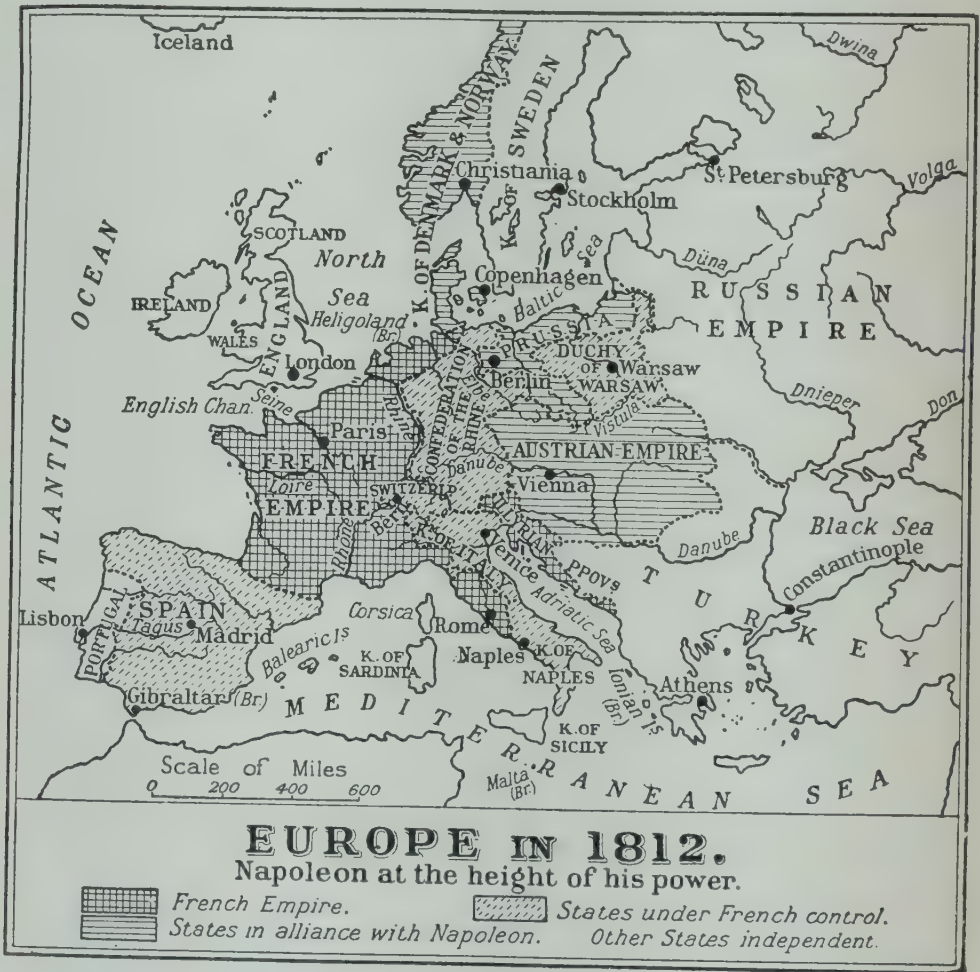 Iceland
Dwina
K. OF DENMARK & NORWAY
K. OF SWEDEN
Christiania
Stockholm
St. Petersburg
Volga
SCOTLAND
North
Sea
Heligoland
(Br.)
IRELAND
WALES
ENGLAND
London
English Chan.
ATLANTIC OCEAN
Copenhagen
Baltic Sea
Düna
RUSSIAN
EMPIRE
PRUSSIA
Berlin
DUCHY
OF
WARSAW
Warsaw
Vistula
Elbe
Dnieper
Don
Seine
Paris
Rhine
CONFEDERATION
OF THE
RHINE
Danube
FRENCH
EMPIRE
Loire
Rhone
SWITZERLD
Bern
AUSTRIAN-EMPIRE
Vienna
K. OF ITALY
Venice
ILLYRIAN
PPOVS
Adriatic Sea
Danube
Black Sea
Constantinople
TURKEY
Athens
Ionian Is
(Br.)
Lisbon
PORTUGAL
SPAIN
Tagus
Madrid
Gibraltar (Br.)
Balearic Is
Corsica
K. OF
SARDINIA
Rome
Naples
K. OF
NAPLES
K. OF
SICILY
Malta
(Br.)
MEDITERRANEAN SEA
Scale of Miles
0 200 400 600
EUROPE IN 1812.
Napoleon at the height of his power.
French Empire.
States under French control.
States in alliance with Napoleon.
Other States independent.